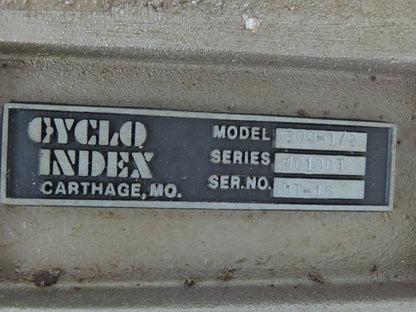 CYCLO
INDEX
CARTHAGE, MO.
MODEL
SERIES 40100T
SER.NO.